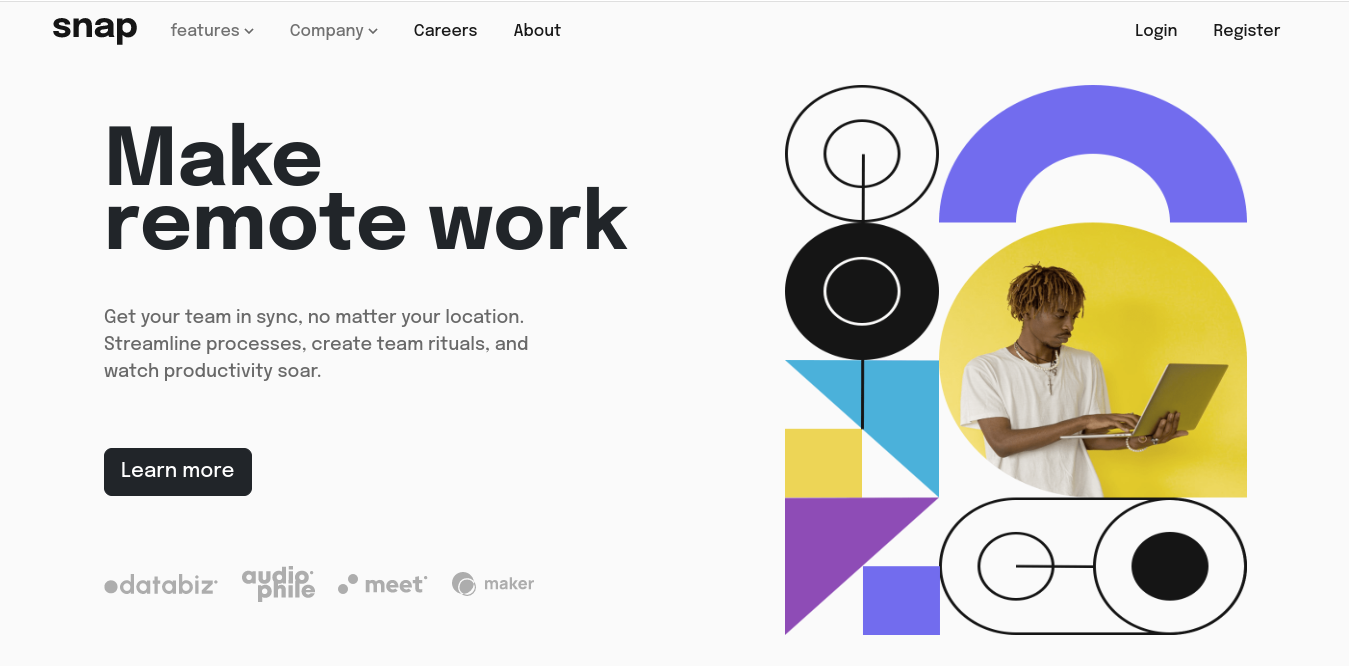 snap features Company Careers About Login Register
Make
remote work
Get your team in sync, no matter your location.
Streamline processes, create team rituals, and
watch productivity soar.
Learn more
databiz audiophile meet maker